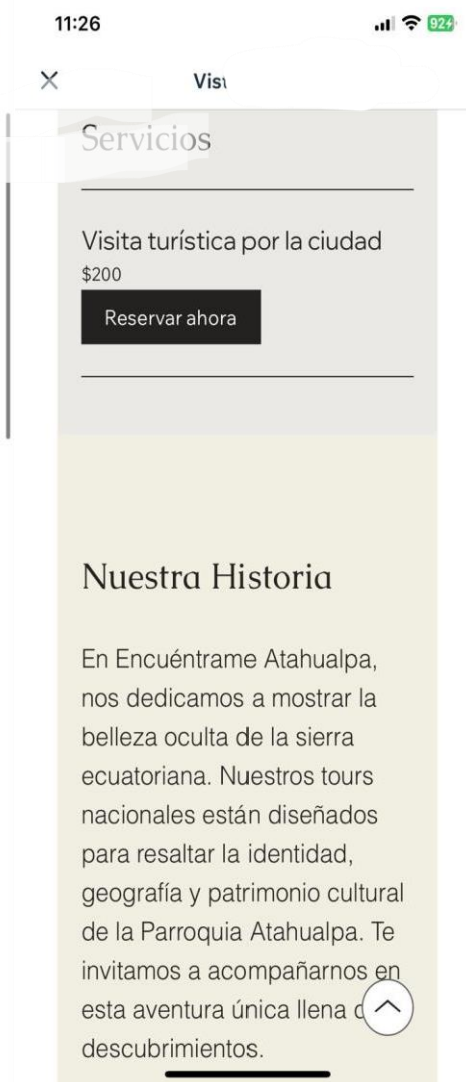 11:26
92
Servicios
Visita turística por la ciudad
$200
Reservar ahora
Nuestra Historia
En Encuéntrame Atahualpa,
nos dedicamos a mostrar la
belleza oculta de la sierra
ecuatoriana. Nuestros tours
nacionales están diseñados
para resaltar la identidad,
geografía y patrimonio cultural
de la Parroquia Atahualpa. Te
invitamos a acompañarnos en
esta aventura única llena
descubrimientos.